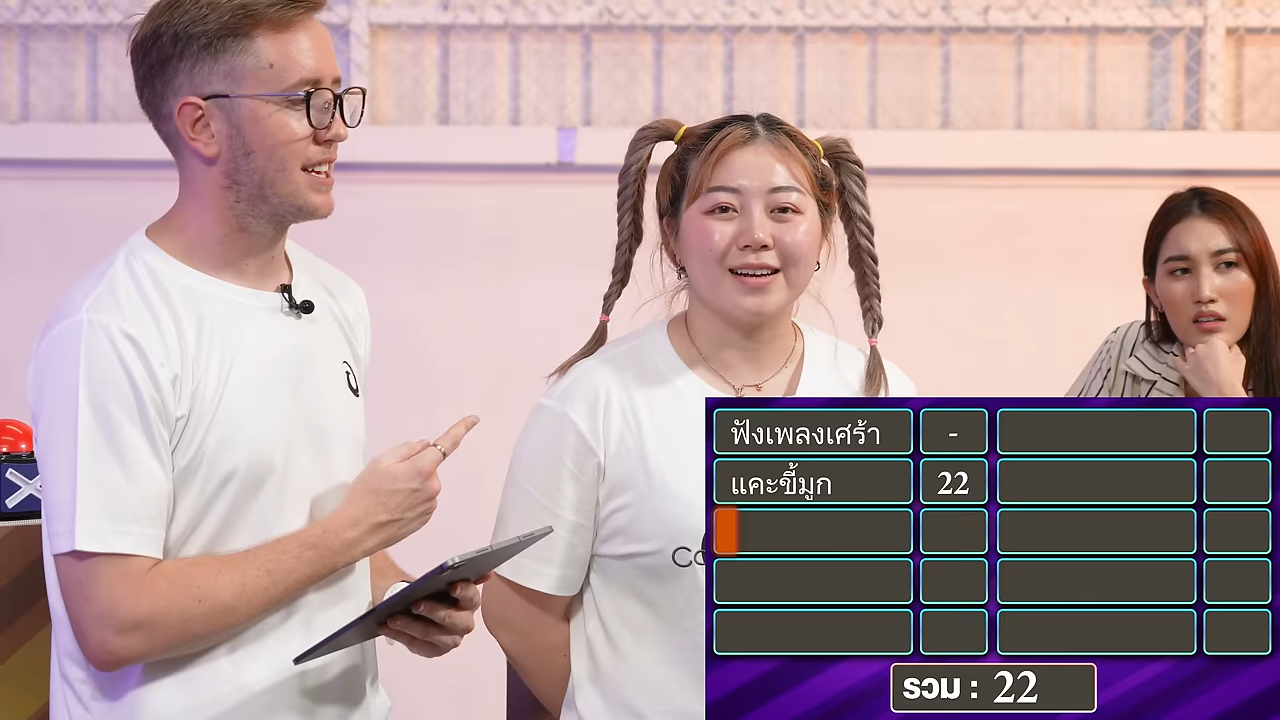 ฟังเพลงเศร้า -
แคะขี้มูก 22
รวม : 22